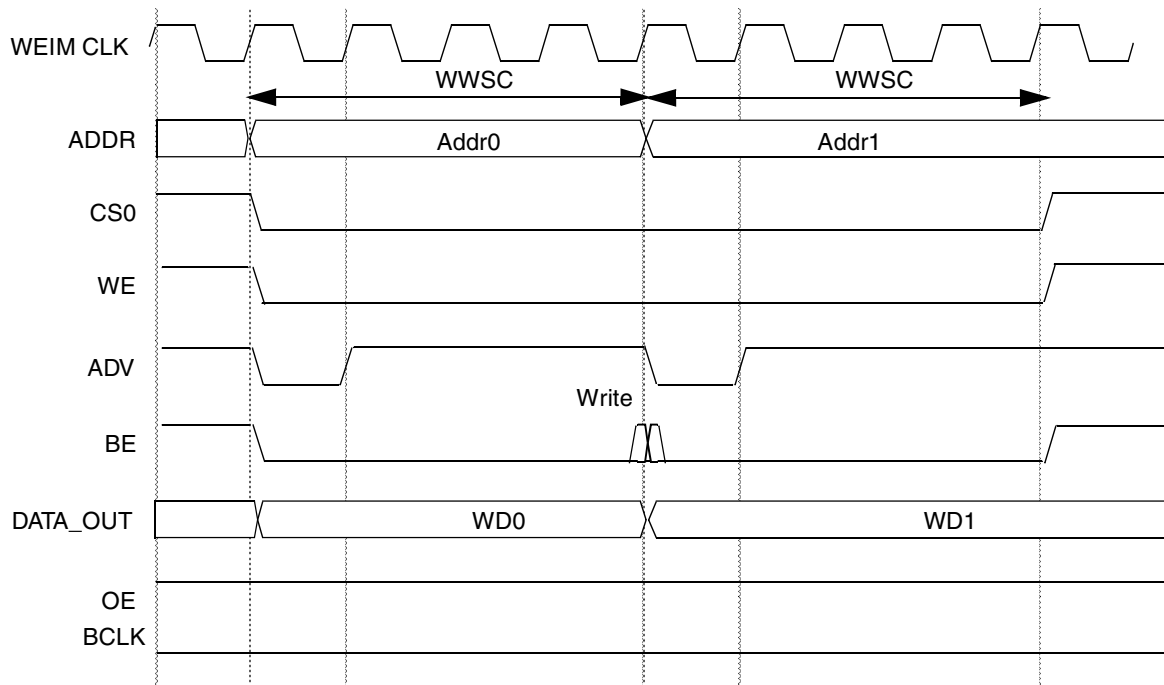 WEIM CLK
WWSC WWSC
ADDR Addr0 Addr1
CS0
WE
ADV
Write
BE
DATA_OUT WD0 WD1
OE
BCLK